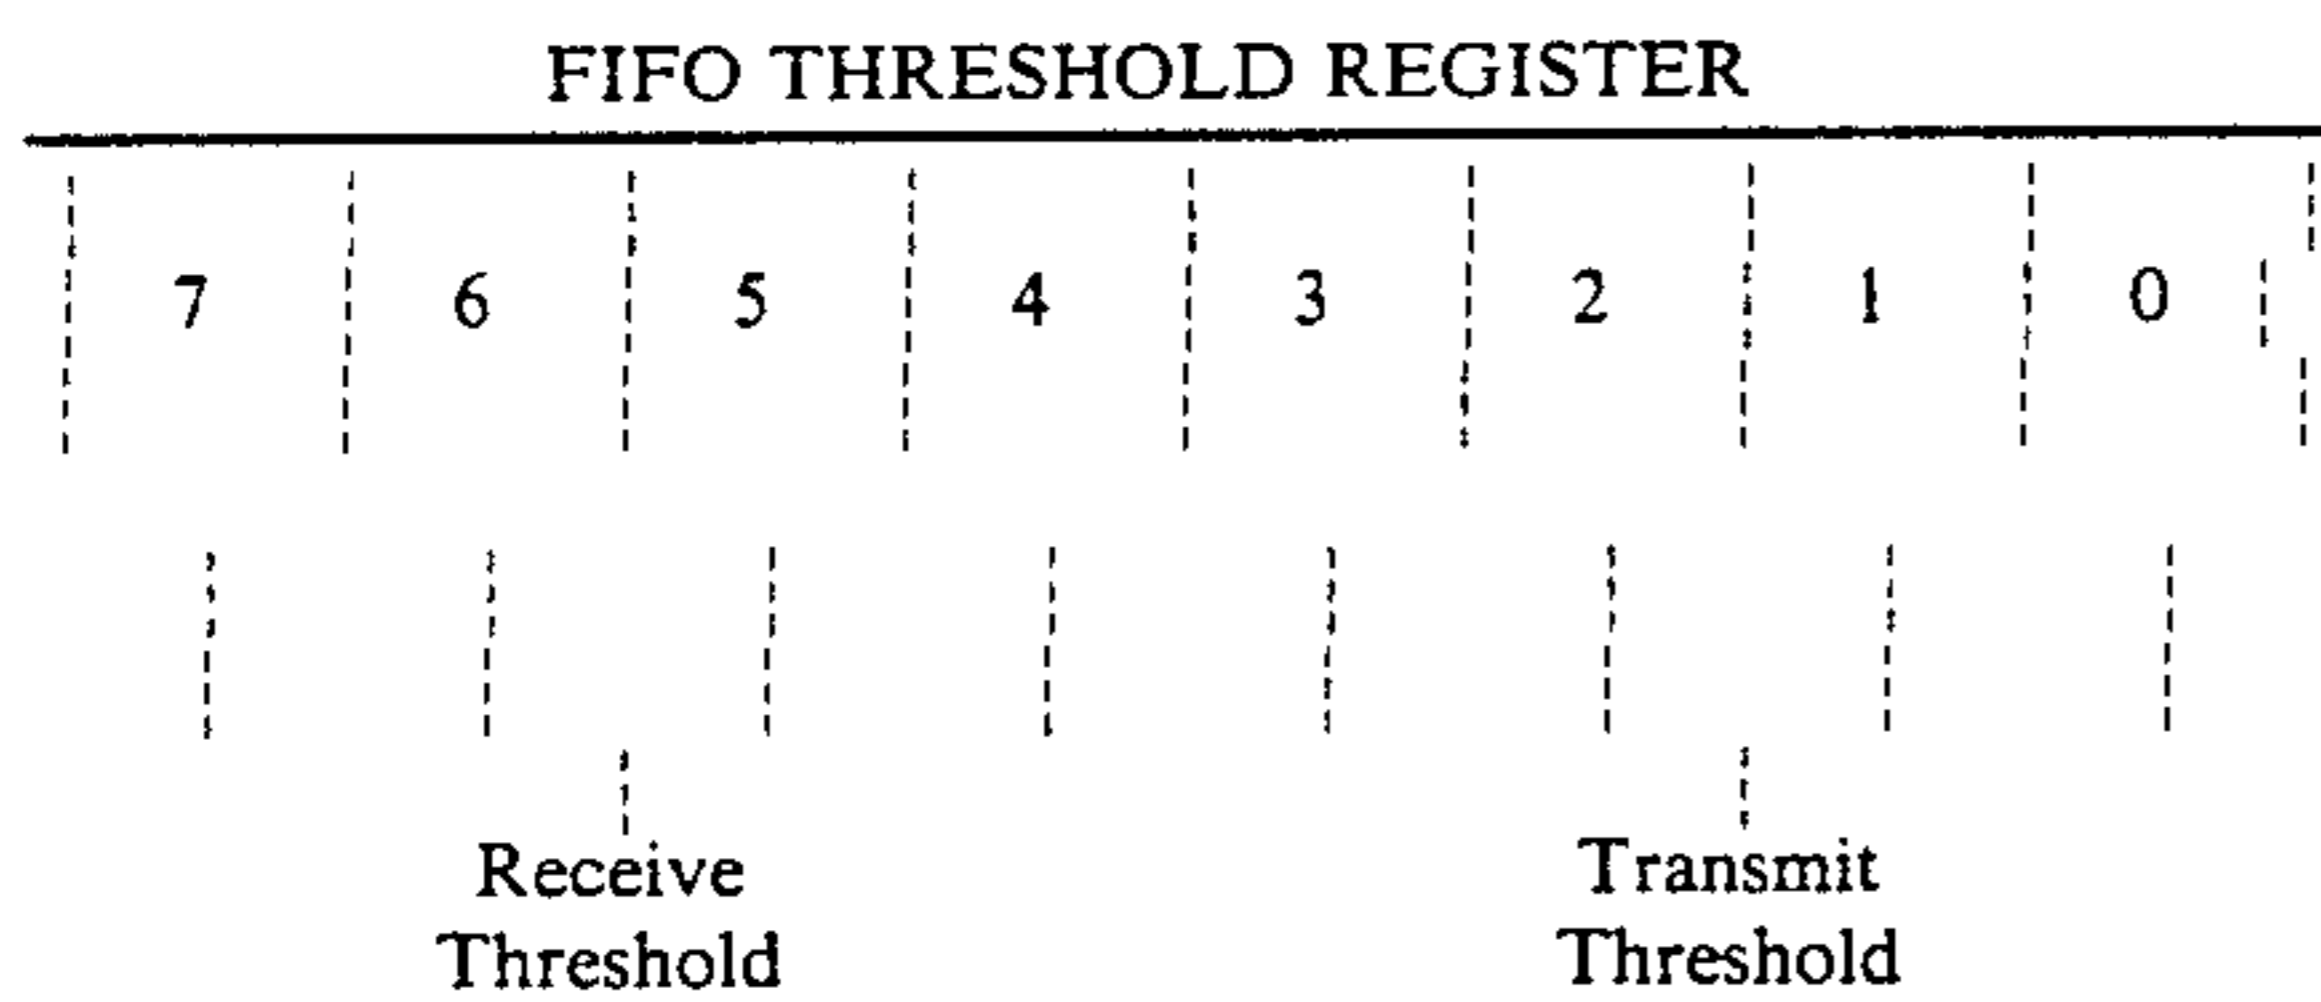 FIFO THRESHOLD REGISTER
7 6 5 4 3 2 1 0
Receive Transmit
Threshold Threshold